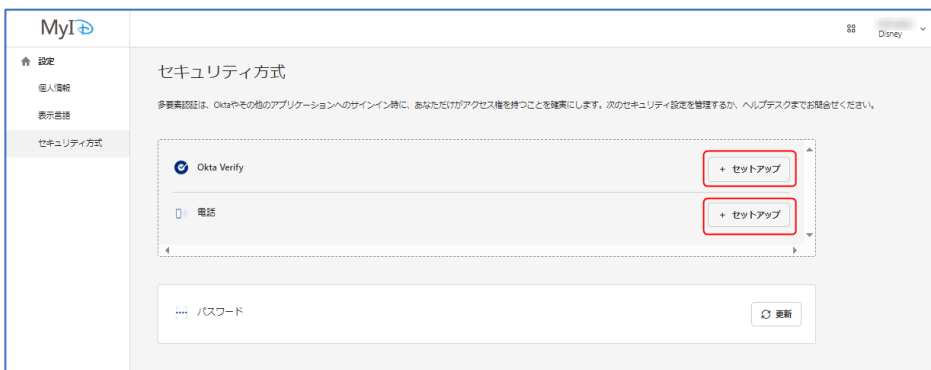 MyID
Disney
設定
個人情報
表示言語
セキュリティ方式
セキュリティ方式
多要素認証は、Oktaやその他のアプリケーションへのサインイン時に、あなただけがアクセス権を持つことを確実にします。次のセキュリティ設定を管理するか、ヘルプデスクまでお問合せください。
Okta Verify
+ セットアップ
電話
+ セットアップ
パスワード
更新